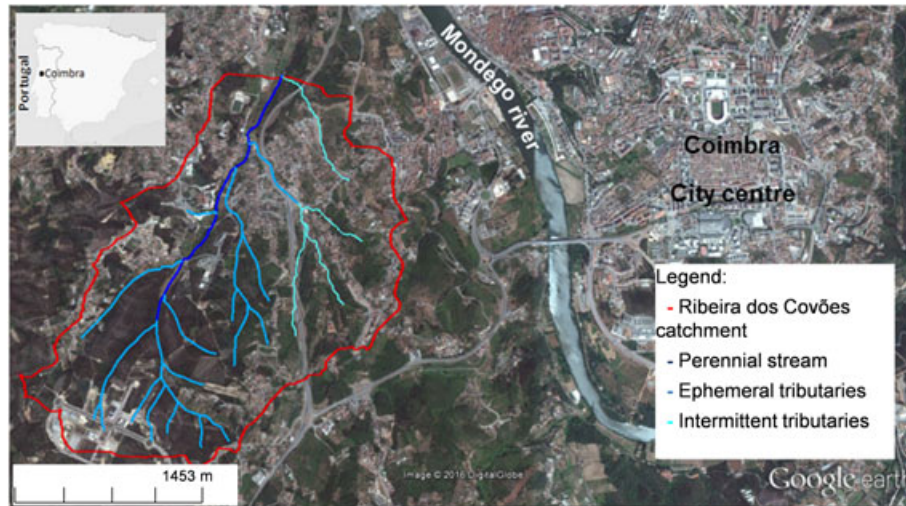 Portugal
Coimbra
Mondego river
Coimbra
City centre
Legend:
- Ribeira dos Covões
catchment
- Perennial stream
- Ephemeral tributaries
- Intermittent tributaries
1453 m
Image © 2016 DigitalGlobe
Google earth